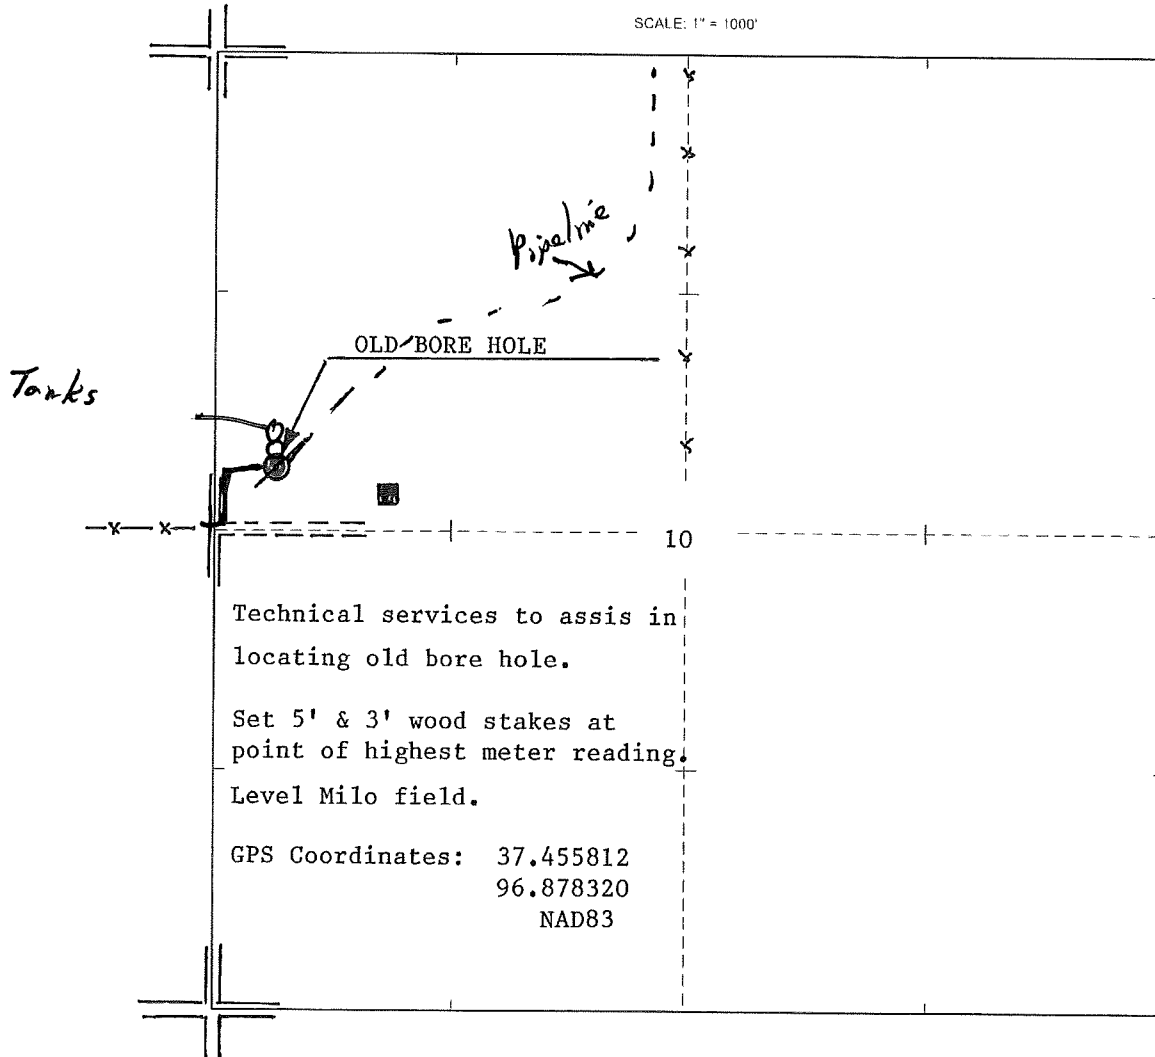 SCALE: 1" = 1000'
Pipeline
OLD BORE HOLE
Tanks
10
Technical services to assis in
locating old bore hole.
Set 5' & 3' wood stakes at
point of highest meter reading.
Level Milo field.
GPS Coordinates: 37.455812
96.878320
NAD83